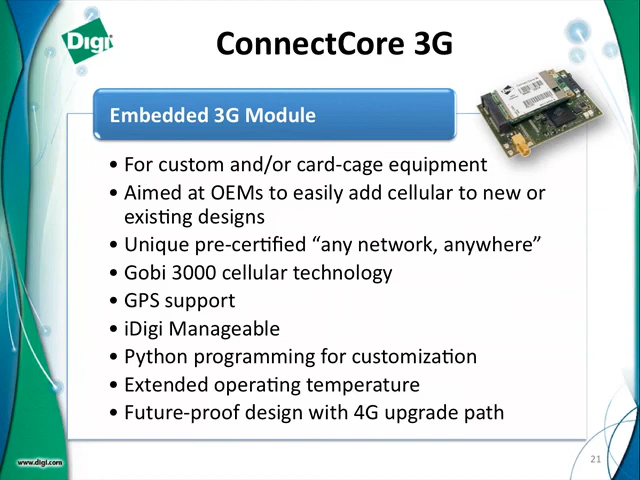 Digi
ConnectCore 3G
Embedded 3G Module
• For custom and/or card-cage equipment
• Aimed at OEMs to easily add cellular to new or
existing designs
• Unique pre-certified “any network, anywhere”
• Gobi 3000 cellular technology
• GPS support
• iDigi Manageable
• Python programming for customization
• Extended operating temperature
• Future-proof design with 4G upgrade path
www.digi.com
21